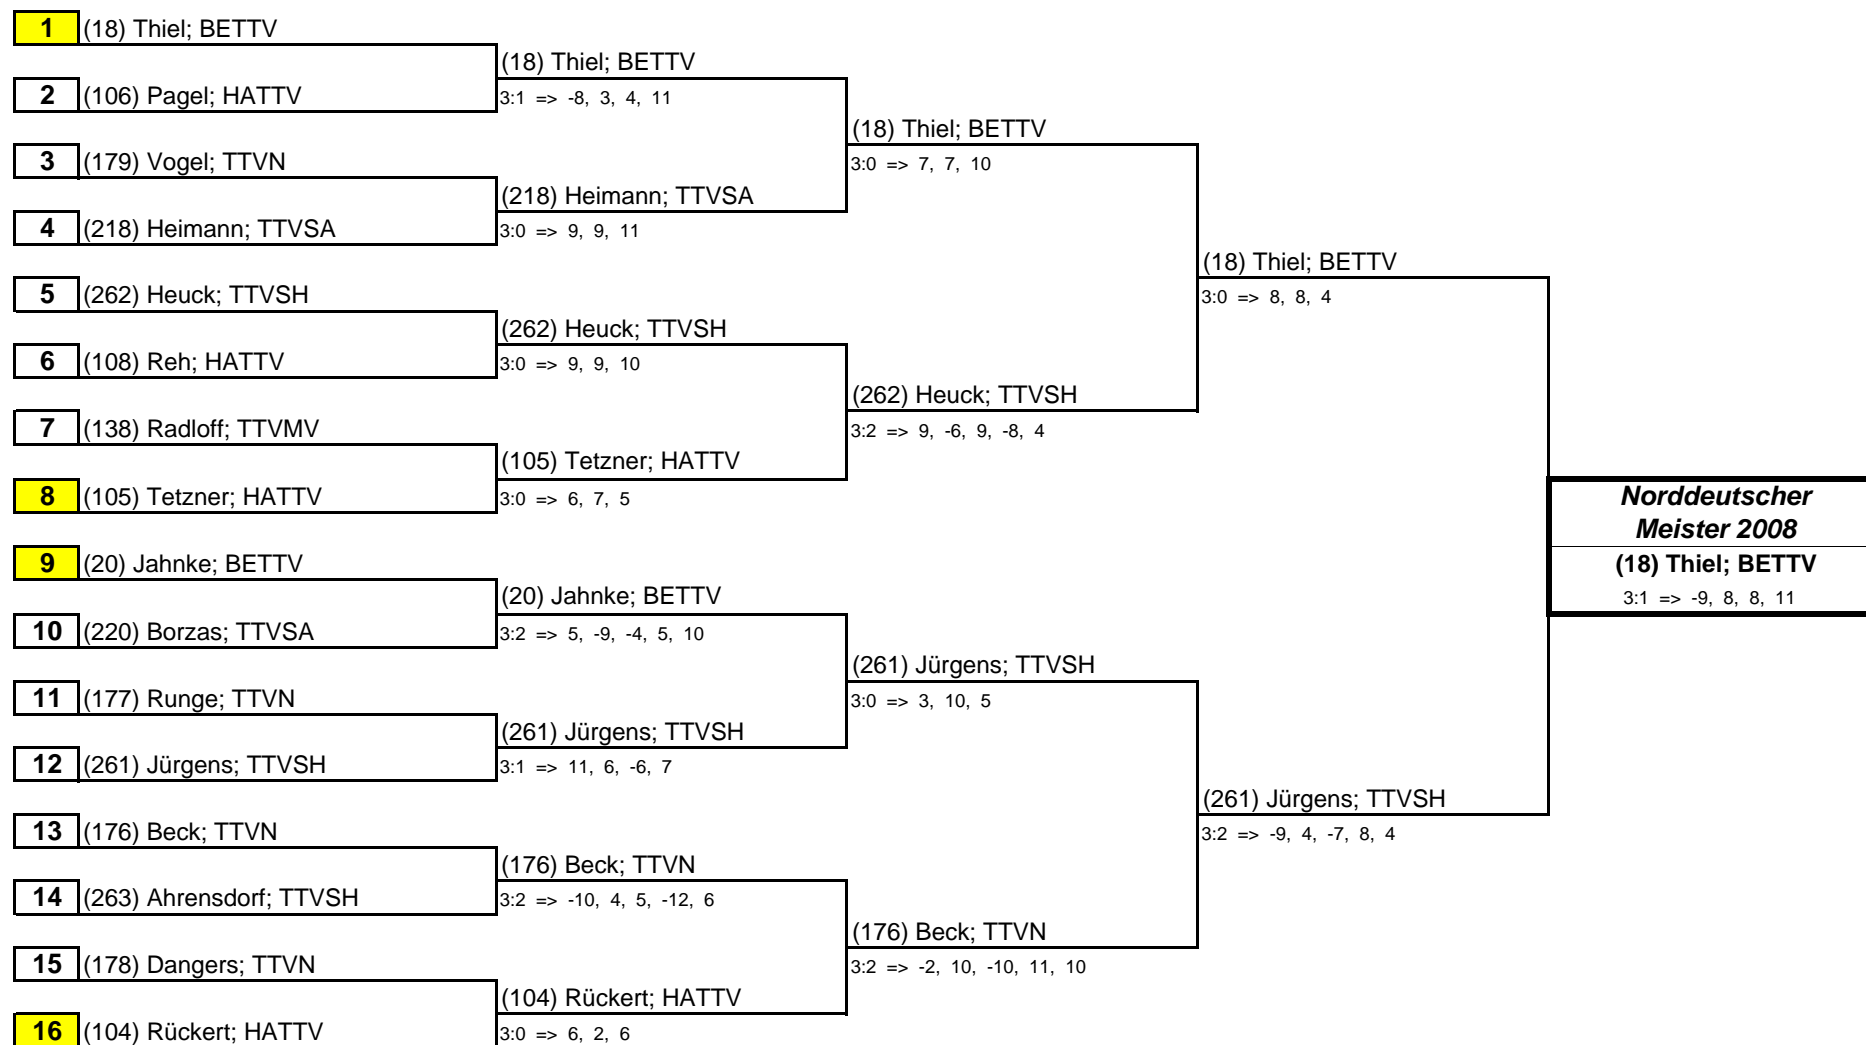 1 (18) Thiel; BETTV
(18) Thiel; BETTV
2 (106) Pagel; HATTV
3:1 => -8, 3, 4, 11
(18) Thiel; BETTV
3 (179) Vogel; TTVN
3:0 => 7, 7, 10
(218) Heimann; TTVSA
4 (218) Heimann; TTVSA
3:0 => 9, 9, 11
(18) Thiel; BETTV
5 (262) Heuck; TTVSH
3:0 => 8, 8, 4
(262) Heuck; TTVSH
6 (108) Reh; HATTV
3:0 => 9, 9, 10
(262) Heuck; TTVSH
7 (138) Radloff; TTVMV
3:2 => 9, -6, 9, -8, 4
(105) Tetzner; HATTV
8 (105) Tetzner; HATTV
3:0 => 6, 7, 5
Norddeutscher
Meister 2008
(18) Thiel; BETTV
3:1 => -9, 8, 8, 11
9 (20) Jahnke; BETTV
(20) Jahnke; BETTV
10 (220) Borzas; TTVSA
3:2 => 5, -9, -4, 5, 10
(261) Jürgens; TTVSH
11 (177) Runge; TTVN
3:0 => 3, 10, 5
(261) Jürgens; TTVSH
12 (261) Jürgens; TTVSH
3:1 => 11, 6, -6, 7
(261) Jürgens; TTVSH
13 (176) Beck; TTVN
3:2 => -9, 4, -7, 8, 4
(176) Beck; TTVN
14 (263) Ahrensdorf; TTVSH
3:2 => -10, 4, 5, -12, 6
(176) Beck; TTVN
15 (178) Dangers; TTVN
3:2 => -2, 10, -10, 11, 10
(104) Rückert; HATTV
16 (104) Rückert; HATTV
3:0 => 6, 2, 6